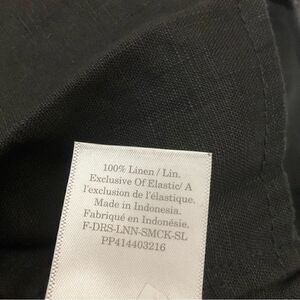 100% Linen / Lin.
Exclusive Of Elastic/ A
l'exclusion de l'élastique.
Made in Indonesia.
Fabriqué en Indonésie.
F-DRS-LNN-SMCK-SL
PP414403216